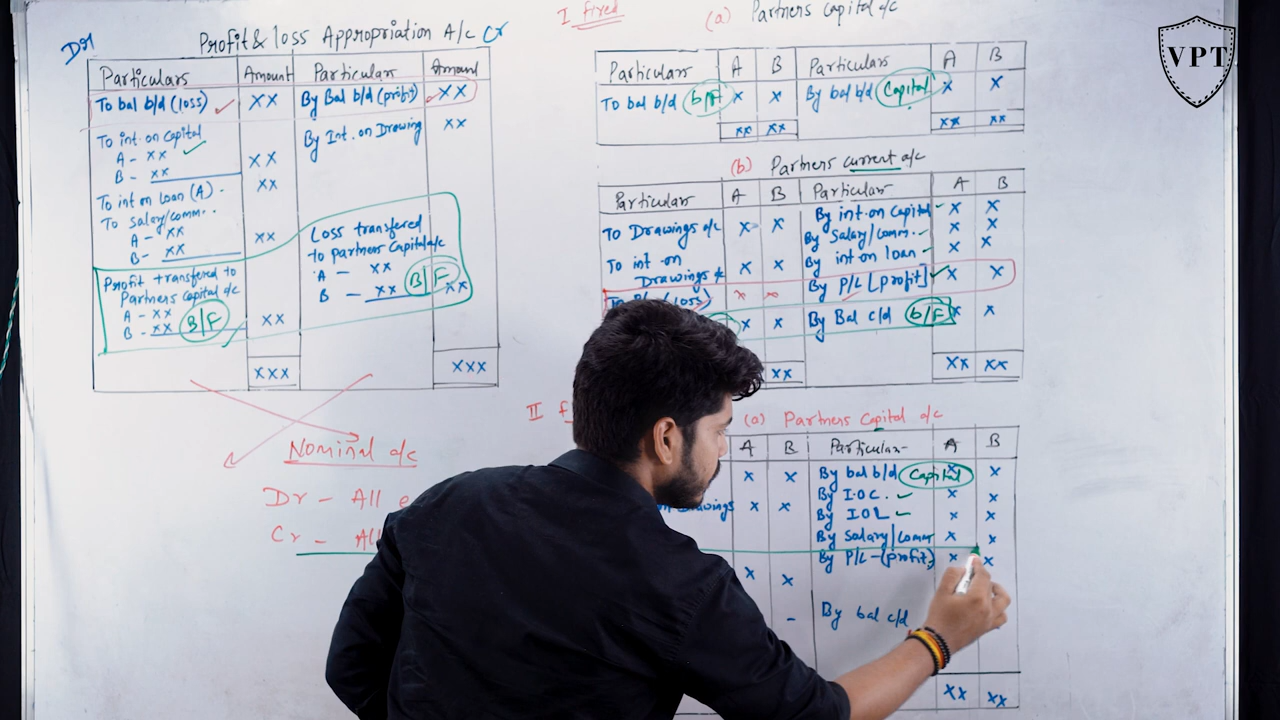 Dr
Profit & loss Appropriation A/c Cr
Particulars Amount Particulars Amount
To bal b/d (loss) XX By Bal b/d (profit) XX
To int on Capital
A - XX
B - XX
XX
By Int. on Drawing XX
To int on loan (A) - XX
To salary/comm..
A - XX
B - XX
XX
Loss transfered
to partners Capital a/c
A - XX
B - XX
B/F
XX
Profit transfered to
Partners Capital a/c
A - XX
B - XX
B/F
XX
XXX XXX
Nominal a/c
Dr - All
Cr - All
I fixed
(a) Partners Capital a/c
Particulars A B Particulars A B
To bal b/d b/f x x By bal b/d Capital x x
xx xx xx xx
(b) Partners current a/c
Particulars A B Particulars A B
To Drawings a/c x x By int on Capital x x
By Salary/comm. x x
To int on
Drawings a/c x x
By int on loan x x
(loss) x x By P/L [profit] x x
x x By Bal c/d b/f x x
xx xx xx
II
(a) Partners Capital a/c
A B Particulars A B
x x By bal b/d Capital x x
Drawings x x By I.O.C. x x
By IOL x x
By Salary/comm x x
By P/L - (profit) x x
x x
- By bal c/d
xx xx
VPT